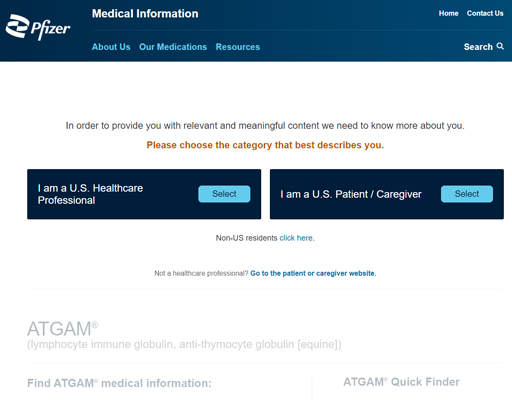 Pfizer
Medical Information
Home
Contact Us
About Us
Our Medications
Resources
Search
In order to provide you with relevant and meaningful content we need to know more about you.
Please choose the category that best describes you.
I am a U.S. Healthcare
Professional
Select
I am a U.S. Patient / Caregiver
Select
Non-US residents click here.
Not a healthcare professional? Go to the patient or caregiver website.
ATGAM®
(lymphocyte immune globulin, anti-thymocyte globulin [equine])
Find ATGAM® medical information:
ATGAM® Quick Finder